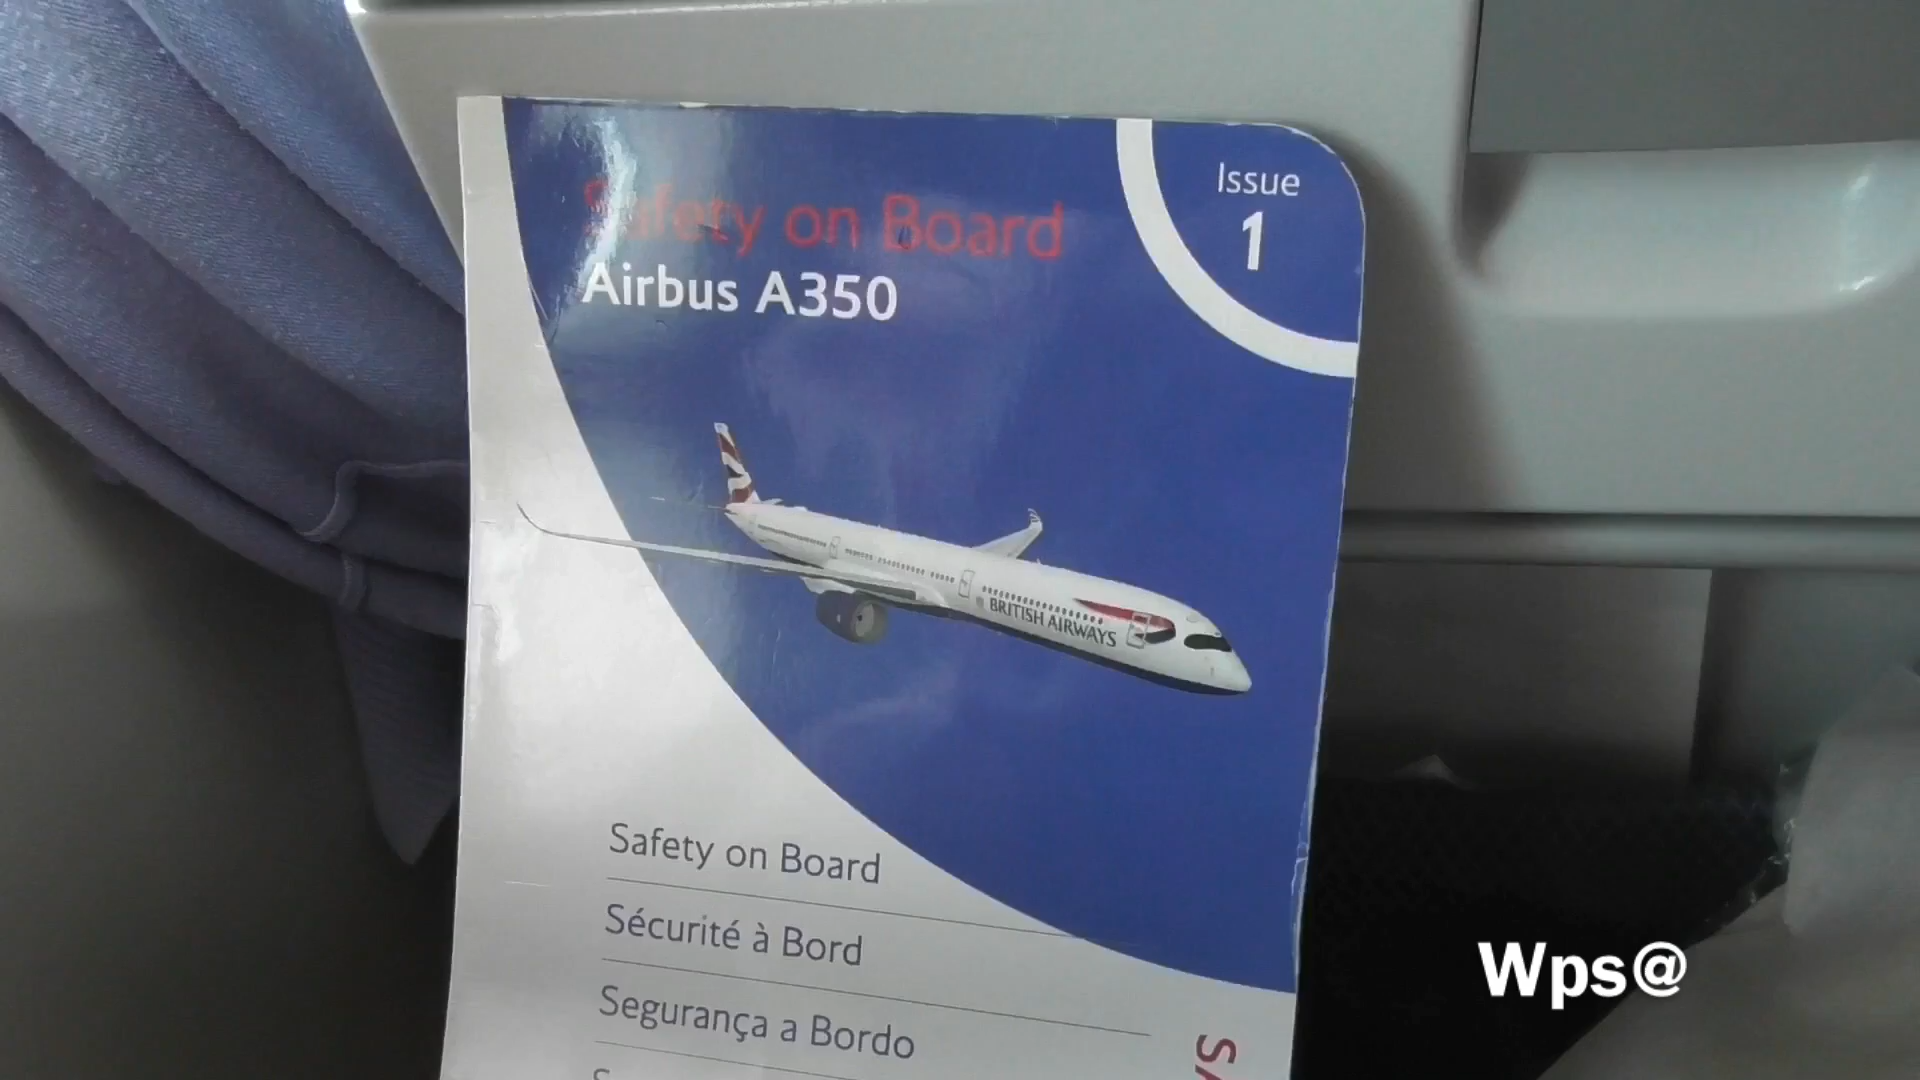 Safety on Board
Airbus A350
Issue
1
BRITISH AIRWAYS
Safety on Board
Sécurité à Bord
Segurança a Bordo
Wps@